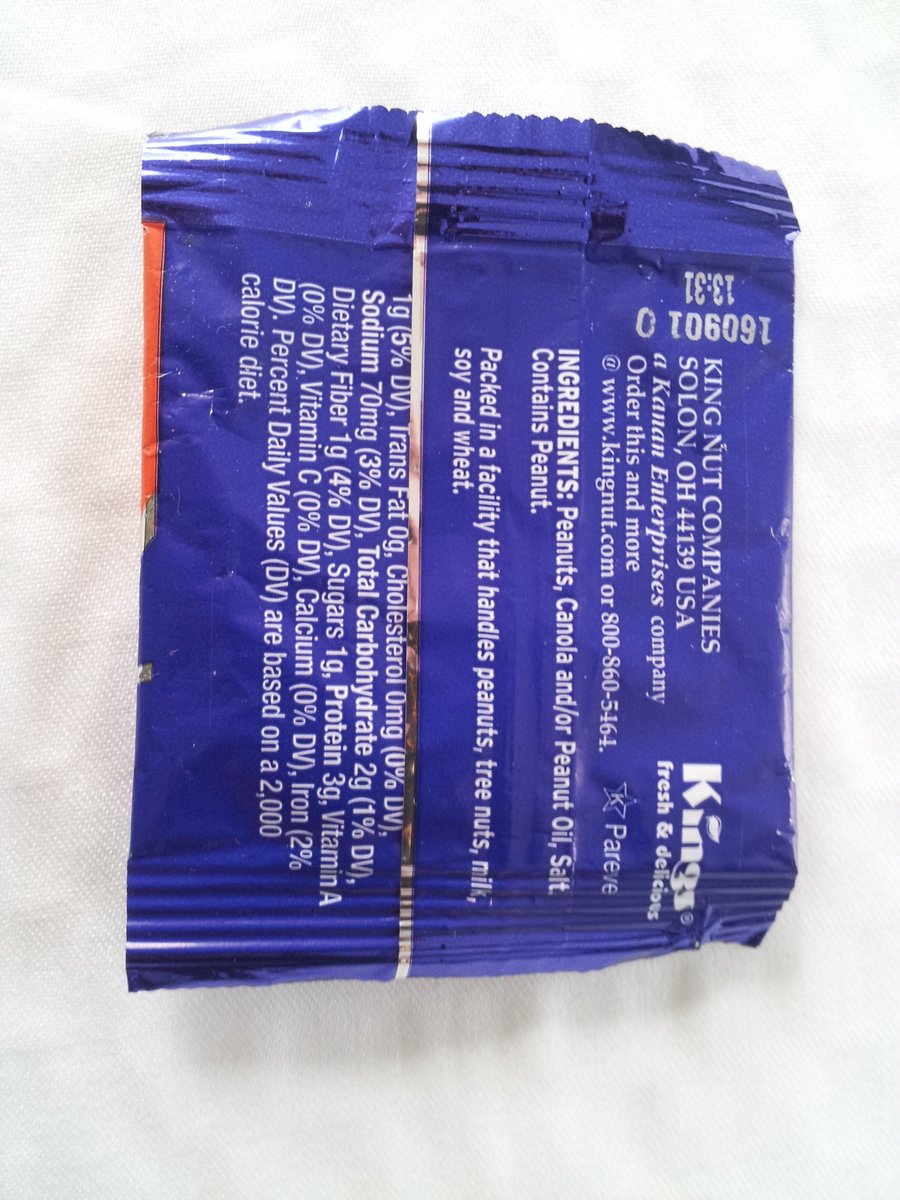 160901 0
13:31
KING NUT COMPANIES
SOLON, OH 44139 USA
a Kanan Enterprises company
Order this and more
@ www.kingnut.com or 800-860-5464.
Kings®
fresh & delicious
K Pareve
INGREDIENTS: Peanuts, Canola and/or Peanut Oil, Salt.
Contains Peanut.
Packed in a facility that handles peanuts, tree nuts, milk,
soy and wheat.
1g (5% DV), Trans Fat 0g, Cholesterol 0mg (0% DV),
Sodium 70mg (3% DV), Total Carbohydrate 2g (1% DV),
Dietary Fiber 1g (4% DV), Sugars 1g, Protein 3g, Vitamin A
(0% DV), Vitamin C (0% DV), Calcium (0% DV), Iron (2%
DV). Percent Daily Values (DV) are based on a 2,000
calorie diet.